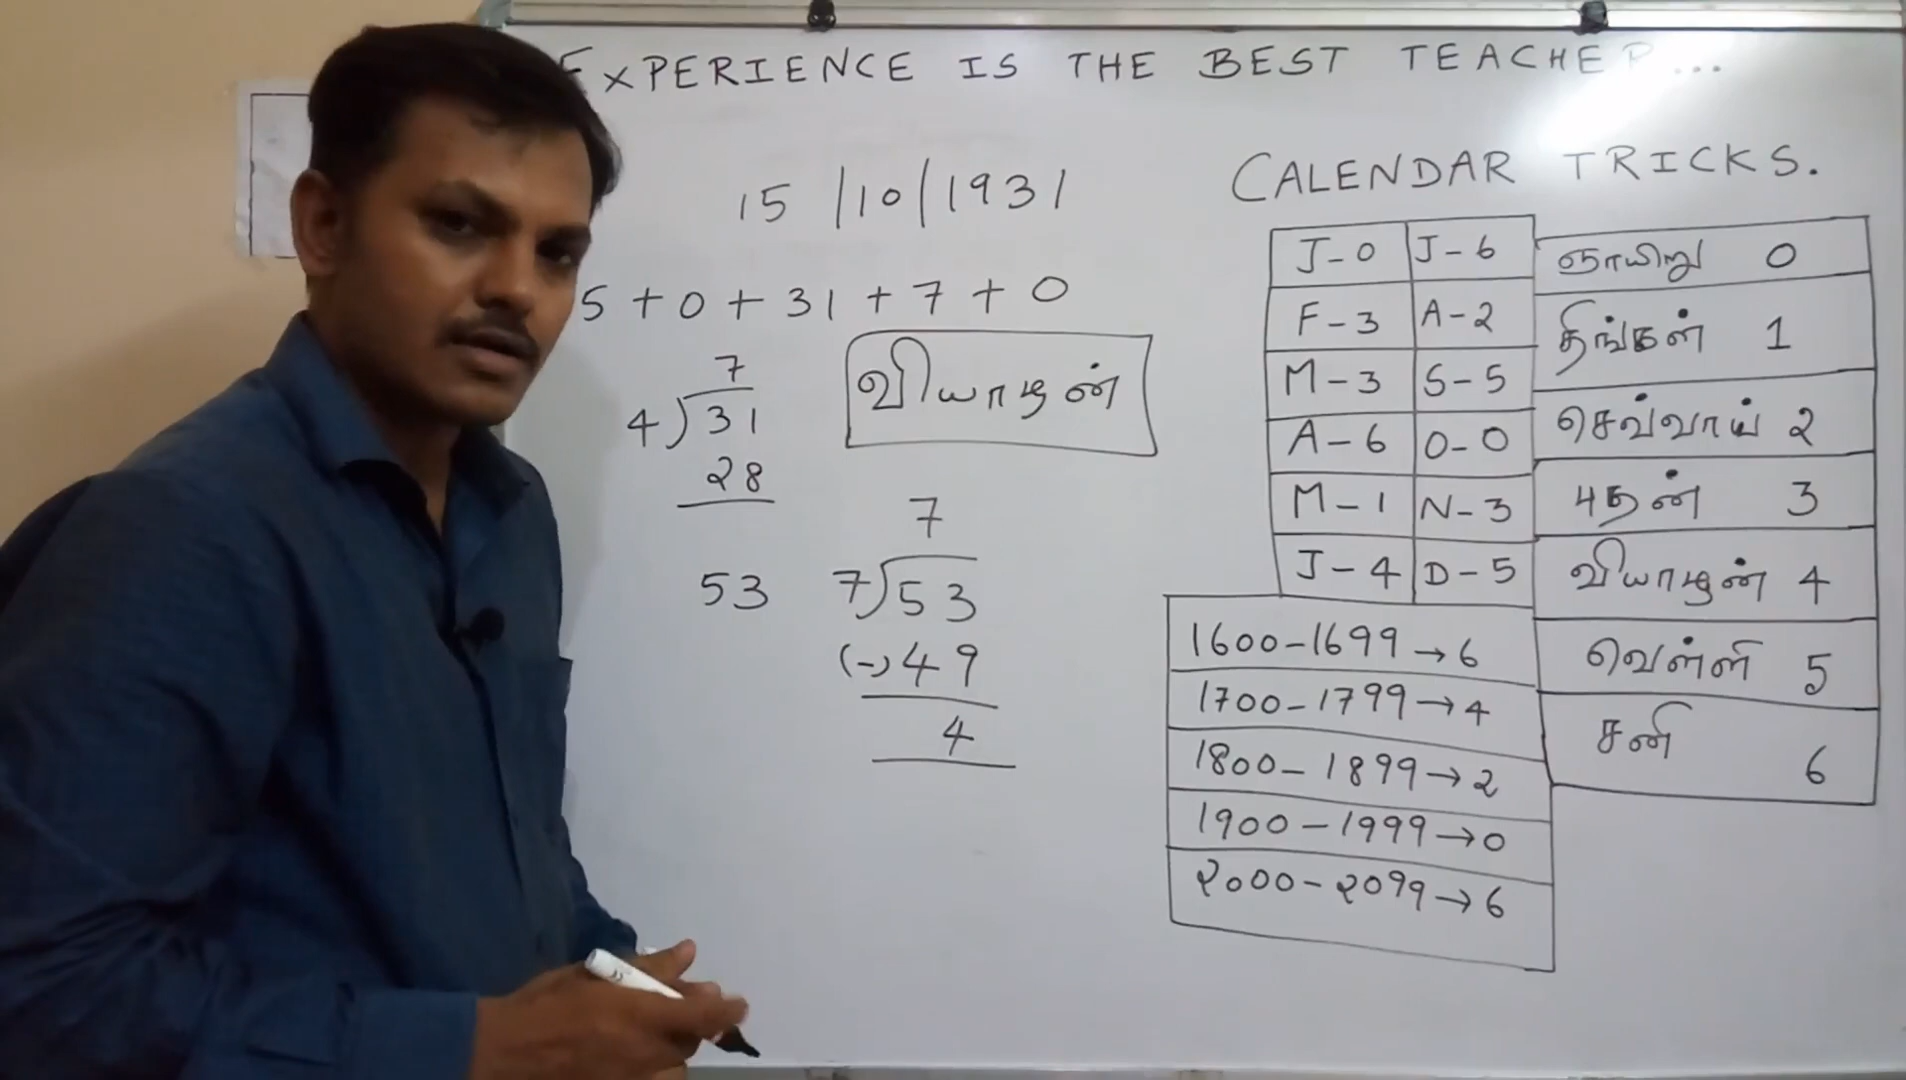 EXPERIENCE IS THE BEST TEACHER...
CALENDAR TRICKS.
15/10/1931
5+0+31+7+0
7
4)31
28
வியாழன்
53
7
7)53
(-)49
4
J-0 J-6
F-3 A-2
M-3 S-5
A-6 O-0
M-1 N-3
J-4 D-5
ஞாயிறு 0
திங்கள் 1
செவ்வாய் 2
புதன் 3
வியாழன் 4
வெள்ளி 5
சனி 6
1600-1699→6
1700-1799→4
1800-1899→2
1900-1999→0
2000-2099→6